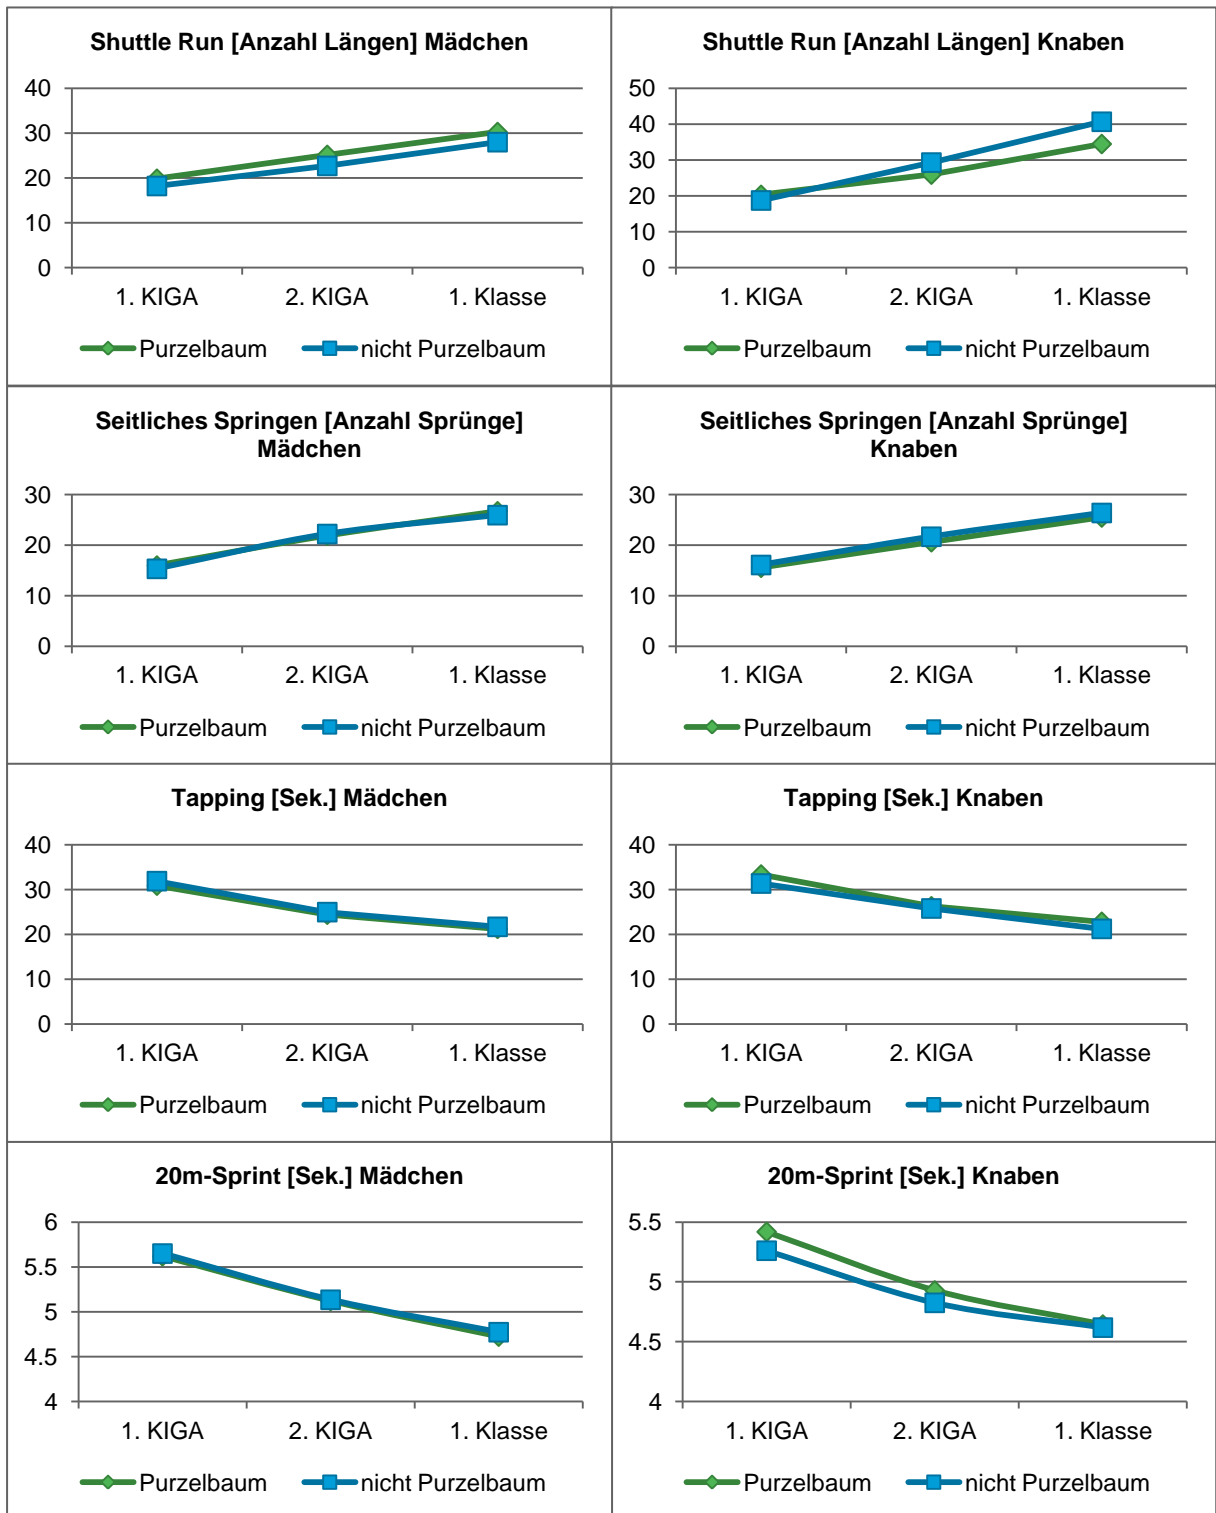 Shuttle Run [Anzahl Längen] Mädchen
40
30
20
10
0
1. KIGA 2. KIGA 1. Klasse
Purzelbaum nicht Purzelbaum
Shuttle Run [Anzahl Längen] Knaben
50
40
30
20
10
0
1. KIGA 2. KIGA 1. Klasse
Purzelbaum nicht Purzelbaum
Seitliches Springen [Anzahl Sprünge]
Mädchen
30
20
10
0
1. KIGA 2. KIGA 1. Klasse
Purzelbaum nicht Purzelbaum
Seitliches Springen [Anzahl Sprünge]
Knaben
30
20
10
0
1. KIGA 2. KIGA 1. Klasse
Purzelbaum nicht Purzelbaum
Tapping [Sek.] Mädchen
40
30
20
10
0
1. KIGA 2. KIGA 1. Klasse
Purzelbaum nicht Purzelbaum
Tapping [Sek.] Knaben
40
30
20
10
0
1. KIGA 2. KIGA 1. Klasse
Purzelbaum nicht Purzelbaum
20m-Sprint [Sek.] Mädchen
6
5.5
5
4.5
4
1. KIGA 2. KIGA 1. Klasse
Purzelbaum nicht Purzelbaum
20m-Sprint [Sek.] Knaben
5.5
5
4.5
4
1. KIGA 2. KIGA 1. Klasse
Purzelbaum nicht Purzelbaum